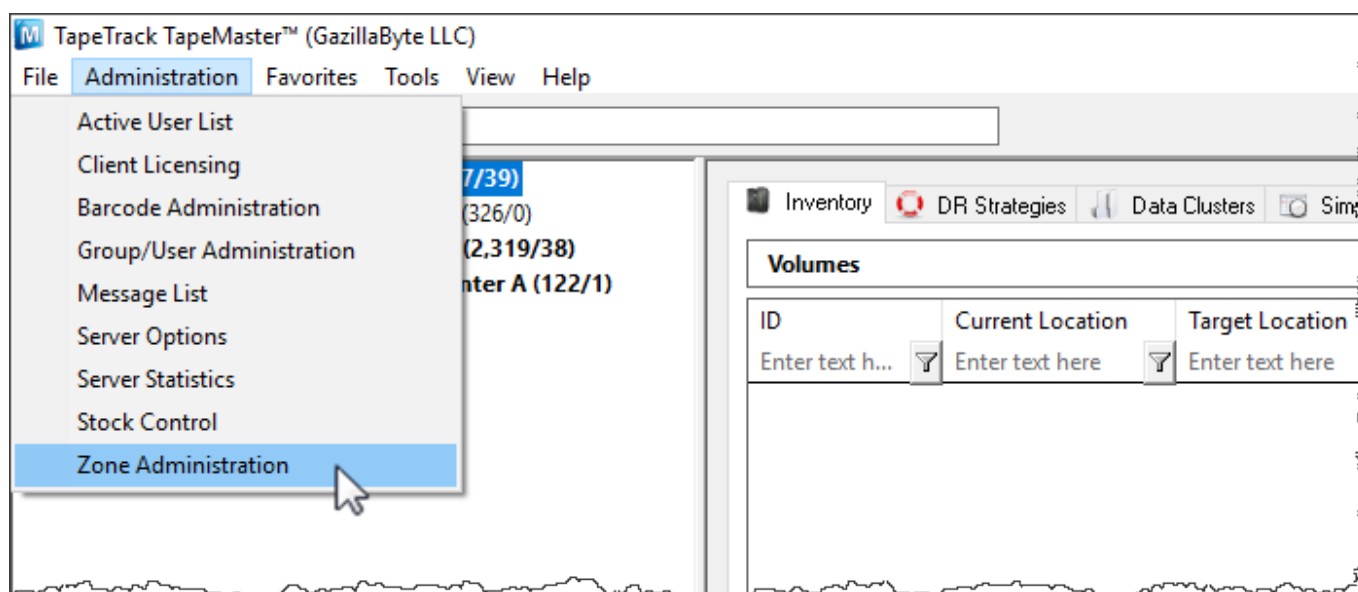 TapeTrack TapeMaster™ (GazillaByte LLC)
File Administration Favorites Tools View Help
Active User List
Client Licensing
Barcode Administration
Group/User Administration
Message List
Server Options
Server Statistics
Stock Control
Zone Administration
7/39)
(326/0)
(2,319/38)
nter A (122/1)
Inventory DR Strategies Data Clusters
Volumes
ID Current Location Target Location
Enter text h... Enter text here Enter text here